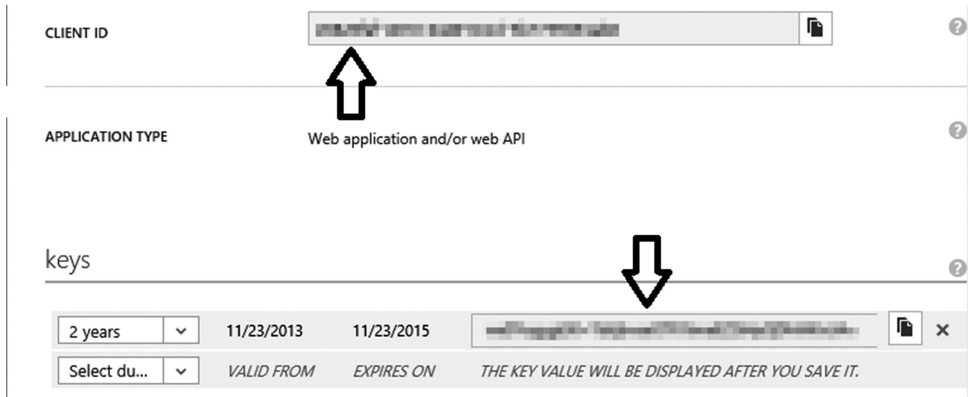 CLIENT ID
APPLICATION TYPE Web application and/or web API
keys
2 years 11/23/2013 11/23/2015
Select du... VALID FROM EXPIRES ON THE KEY VALUE WILL BE DISPLAYED AFTER YOU SAVE IT.